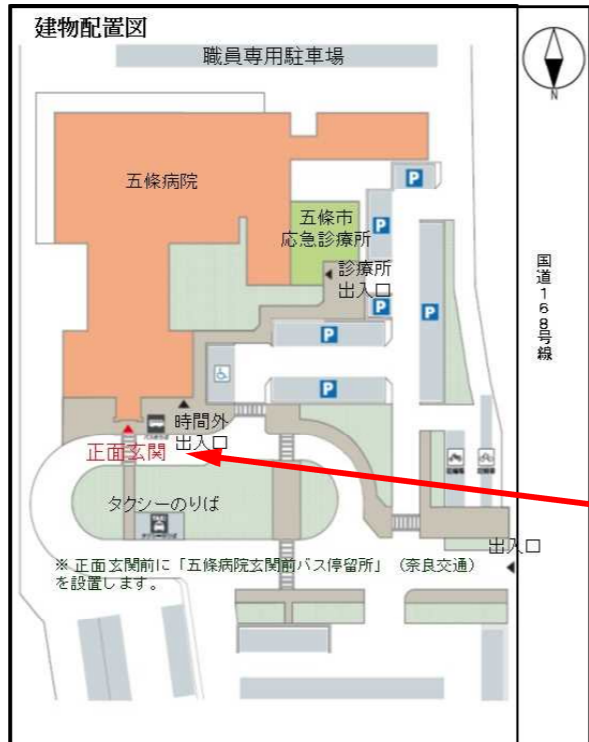 建物配置図
職員専用駐車場
N
五條病院
P
五條市
応急診療所
P
診療所
出入口
P
P
国道168号線
P
P
時間外
出入口
正面玄関
タクシーのりば
出入口
※ 正面玄関前に「五條病院玄関前バス停留所」（奈良交通）
を設置します。